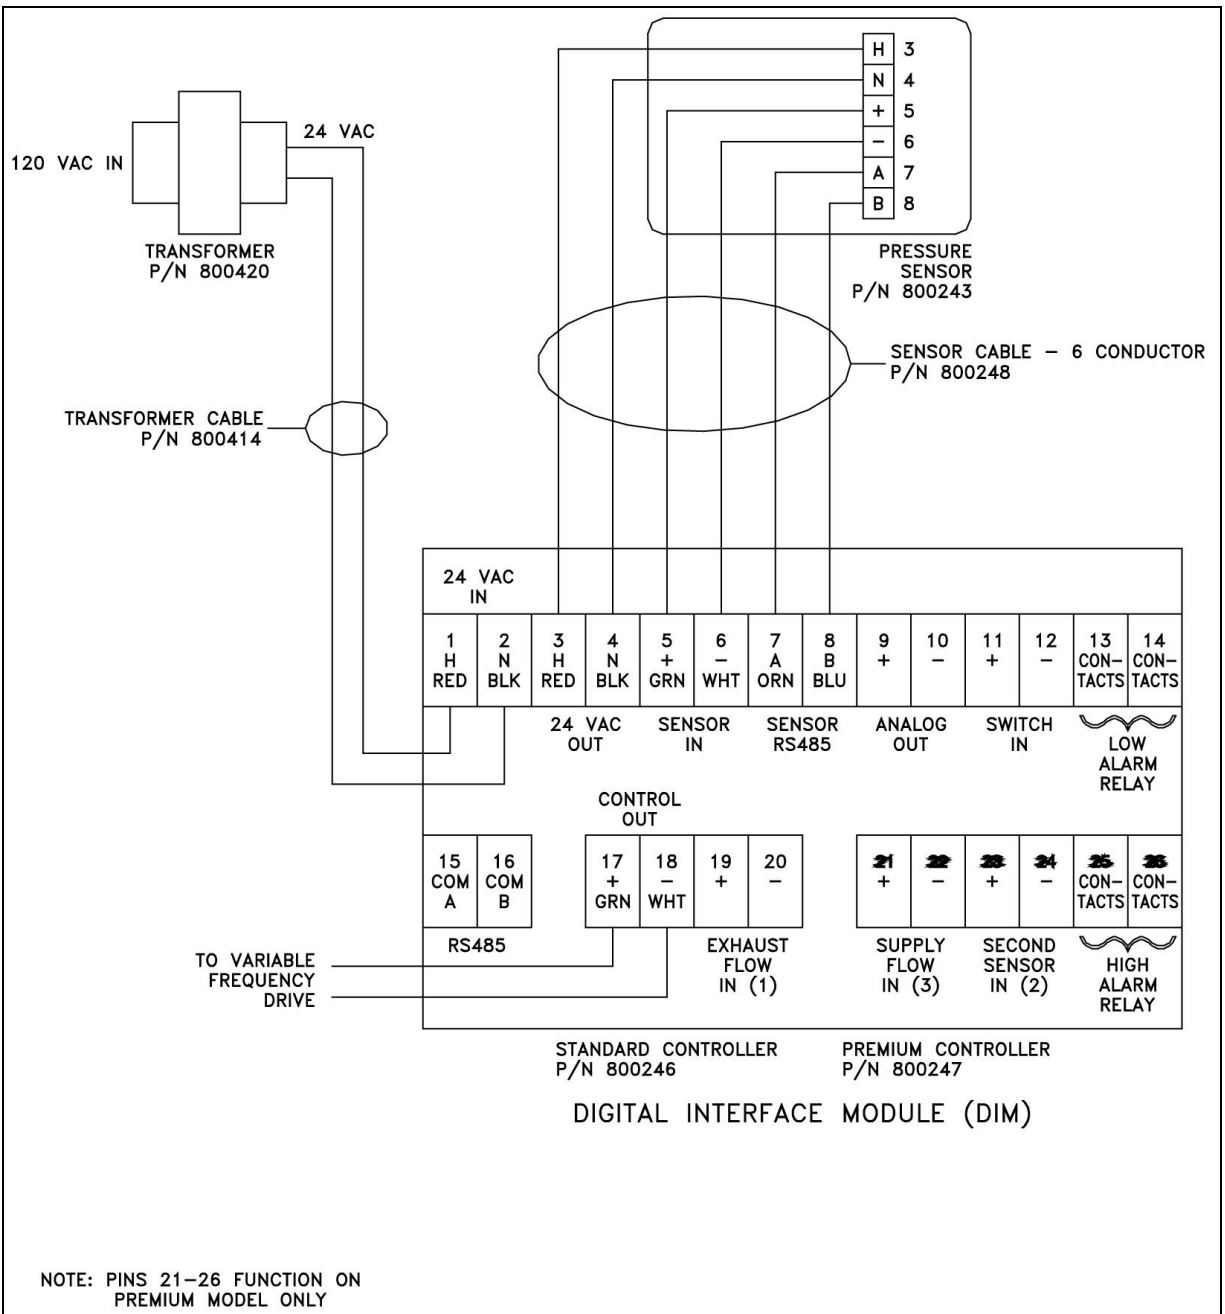 H 3
N 4
+ 5
- 6
A 7
B 8
24 VAC
120 VAC IN
TRANSFORMER
P/N 800420
PRESSURE
SENSOR
P/N 800243
SENSOR CABLE - 6 CONDUCTOR
P/N 800248
TRANSFORMER CABLE
P/N 800414
24 VAC
IN
1 H RED
2 N BLK
3 H RED
4 N BLK
5 + GRN
6 - WHT
7 A ORN
8 B BLU
9 +
10 -
11 +
12 -
13 CON-
TACTS
14 CON-
TACTS
24 VAC
OUT
SENSOR
IN
SENSOR
RS485
ANALOG
OUT
SWITCH
IN
LOW
ALARM
RELAY
CONTROL
OUT
15 COM A
16 COM B
17 + GRN
18 - WHT
19 +
20 -
21 +
22 -
23 +
24 -
25 CON-
TACTS
26 CON-
TACTS
RS485
EXHAUST
FLOW
IN (1)
SUPPLY
FLOW
IN (3)
SECOND
SENSOR
IN (2)
HIGH
ALARM
RELAY
TO VARIABLE
FREQUENCY
DRIVE
STANDARD CONTROLLER
P/N 800246
PREMIUM CONTROLLER
P/N 800247
DIGITAL INTERFACE MODULE (DIM)
NOTE: PINS 21-26 FUNCTION ON
PREMIUM MODEL ONLY